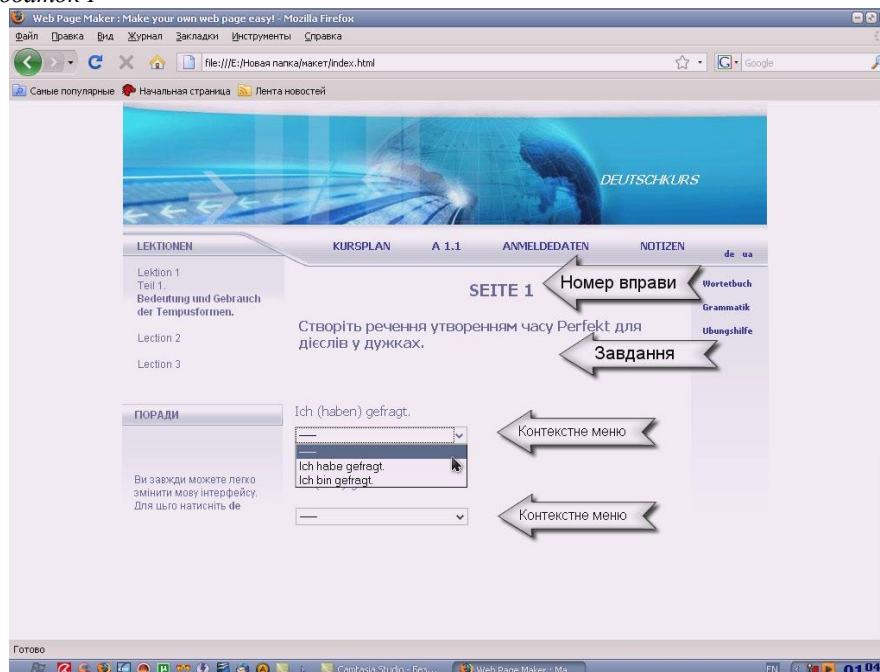 Web Page Maker : Make your own web page easy! - Mozilla Firefox
Файл Правка Вид Журнал Закладки Инструменты Справка
file:///E:/Новая папка/макет/index.html
Google
Самые популярные Начальная страница Лента новостей
DEUTSCHKURS
LEKTIONEN
KURSPLAN A 1.1 ANMELDEDATEN NOTIZEN
de ua
Lektion 1
Teil 1.
Bedeutung und Gebrauch
der Tempusformen.
Lection 2
Lection 3
SEITE 1
Номер вправи
Wortetbuch
Grammatik
Ubungshilfe
Створіть речення утворенням часу Perfekt для
дієслів у дужках.
Завдання
ПОРАДИ
Ви завжди можете легко
змінити мову інтерфейсу.
Для цього натисніть de
Ich (haben) gefragt.
Контекстне меню
Ich habe gefragt.
Ich bin gefragt.
Контекстне меню
Готово
Camtasia Studio - Без...
Web Page Maker : Ma...
EN